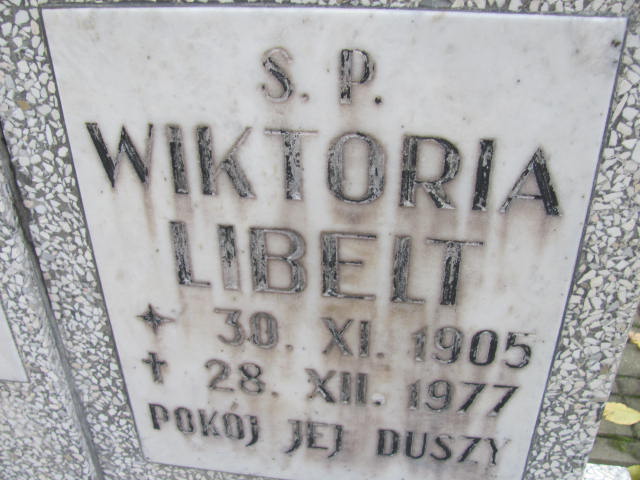 S. P.
WIKTORIA
LIBELT
30. XI. 1905
✝ 28. XII. 1977
POKÓJ JEJ DUSZY